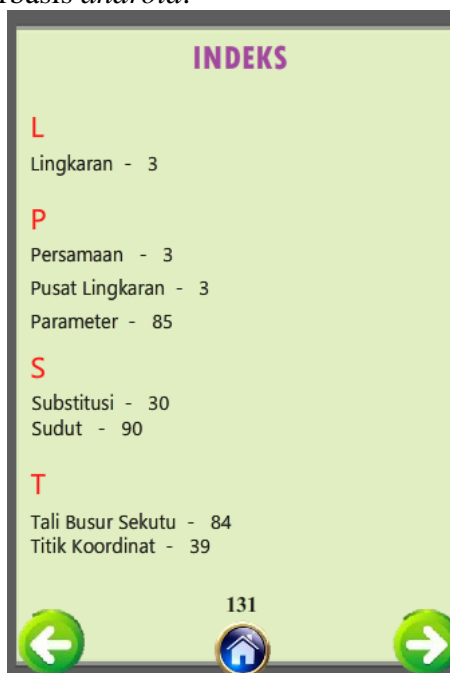 android.
INDEKS
L
Lingkaran - 3
P
Persamaan - 3
Pusat Lingkaran - 3
Parameter - 85
S
Substitusi - 30
Sudut - 90
T
Tali Busur Sekutu - 84
Titik Koordinat - 39
131